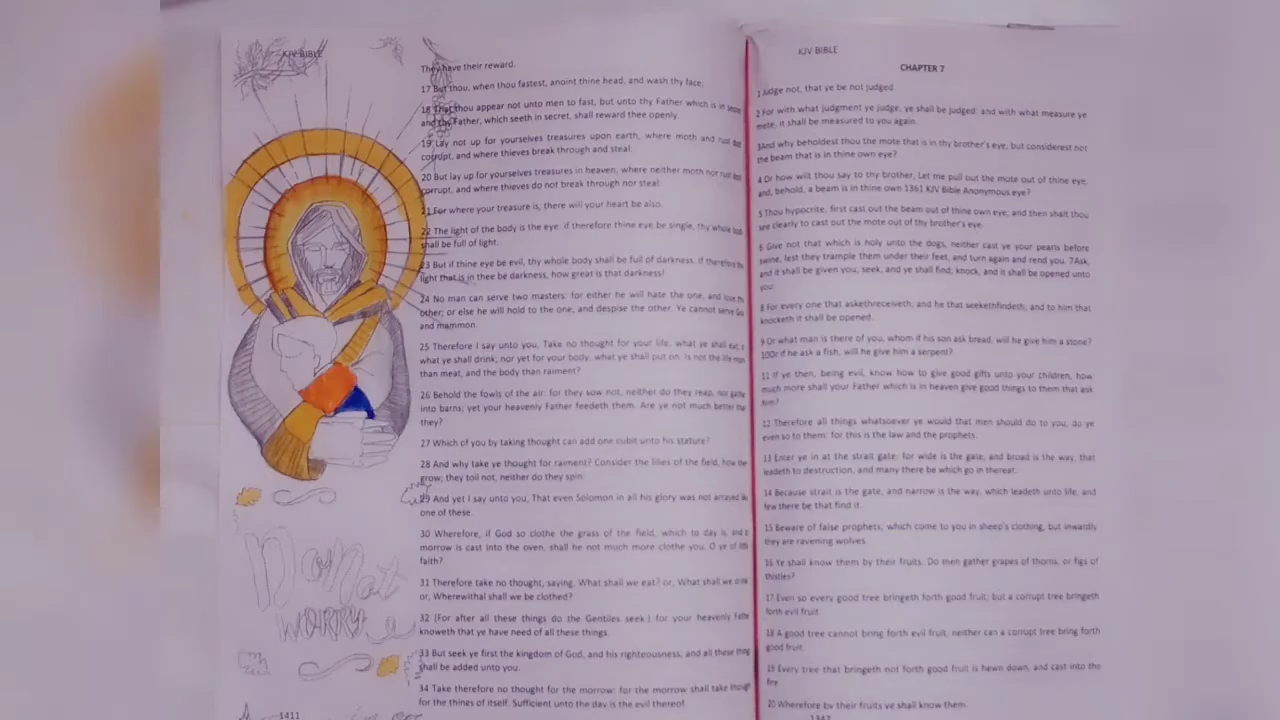 KJV BIBLE
They have their reward.
17 But thou, when thou fastest, anoint thine head, and wash thy face;
18 That thou appear not unto men to fast, but unto thy Father which is in secret
and thy Father, which seeth in secret, shall reward thee openly.
19 Lay not up for yourselves treasures upon earth, where moth and rust doth
corrupt, and where thieves break through and steal:
20 But lay up for yourselves treasures in heaven, where neither moth nor rust doth
corrupt, and where thieves do not break through nor steal:
21 For where your treasure is, there will your heart be also.
22 The light of the body is the eye: if therefore thine eye be single, thy whole body
shall be full of light.
23 But if thine eye be evil, thy whole body shall be full of darkness. If therefore the
light that is in thee be darkness, how great is that darkness!
24 No man can serve two masters: for either he will hate the one, and love the
other; or else he will hold to the one, and despise the other. Ye cannot serve God
and mammon.
25 Therefore I say unto you, Take no thought for your life, what ye shall eat,
what ye shall drink; nor yet for your body, what ye shall put on. Is not the life more
than meat, and the body than raiment?
26 Behold the fowls of the air: for they sow not, neither do they reap, nor gather
into barns; yet your heavenly Father feedeth them. Are ye not much better than
they?
27 Which of you by taking thought can add one cubit unto his stature?
28 And why take ye thought for raiment? Consider the lilies of the field, how they
grow; they toil not, neither do they spin:
29 And yet I say unto you, That even Solomon in all his glory was not arrayed like
one of these.
30 Wherefore, if God so clothe the grass of the field, which to day is, and
morrow is cast into the oven, shall he not much more clothe you, O ye of little
faith?
31 Therefore take no thought, saying, What shall we eat? or, What shall we drink
or, Wherewithal shall we be clothed?
32 (For after all these things do the Gentiles seek:) for your heavenly Father
knoweth that ye have need of all these things.
33 But seek ye first the kingdom of God, and his righteousness; and all these things
shall be added unto you.
34 Take therefore no thought for the morrow: for the morrow shall take thought
for the things of itself. Sufficient unto the day is the evil thereof.
Do Not
WORRY
1411
KJV BIBLE
CHAPTER 7
1 Judge not, that ye be not judged.
2 For with what judgment ye judge, ye shall be judged: and with what measure ye
mete, it shall be measured to you again.
3And why beholdest thou the mote that is in thy brother's eye, but considerest not
the beam that is in thine own eye?
4 Or how wilt thou say to thy brother, Let me pull out the mote out of thine eye;
and, behold, a beam is in thine own 1361 KJV Bible Anonymous eye?
5 Thou hypocrite, first cast out the beam out of thine own eye; and then shalt thou
see clearly to cast out the mote out of thy brother's eye.
6 Give not that which is holy unto the dogs, neither cast ye your pearls before
swine, lest they trample them under their feet, and turn again and rend you. 7Ask,
and it shall be given you; seek, and ye shall find; knock, and it shall be opened unto
you:
8 For every one that askethreceiveth; and he that seekethfindeth; and to him that
knocketh it shall be opened.
9 Or what man is there of you, whom if his son ask bread, will he give him a stone?
10Or if he ask a fish, will he give him a serpent?
11 If ye then, being evil, know how to give good gifts unto your children, how
much more shall your Father which is in heaven give good things to them that ask
him?
12 Therefore all things whatsoever ye would that men should do to you, do ye
even so to them: for this is the law and the prophets.
13 Enter ye in at the strait gate: for wide is the gate, and broad is the way, that
leadeth to destruction, and many there be which go in thereat:
14 Because strait is the gate, and narrow is the way, which leadeth unto life, and
few there be that find it.
15 Beware of false prophets, which come to you in sheep's clothing, but inwardly
they are ravening wolves.
16 Ye shall know them by their fruits. Do men gather grapes of thorns, or figs of
thistles?
17 Even so every good tree bringeth forth good fruit; but a corrupt tree bringeth
forth evil fruit.
18 A good tree cannot bring forth evil fruit, neither can a corrupt tree bring forth
good fruit.
19 Every tree that bringeth not forth good fruit is hewn down, and cast into the
fire.
20 Wherefore by their fruits ye shall know them.